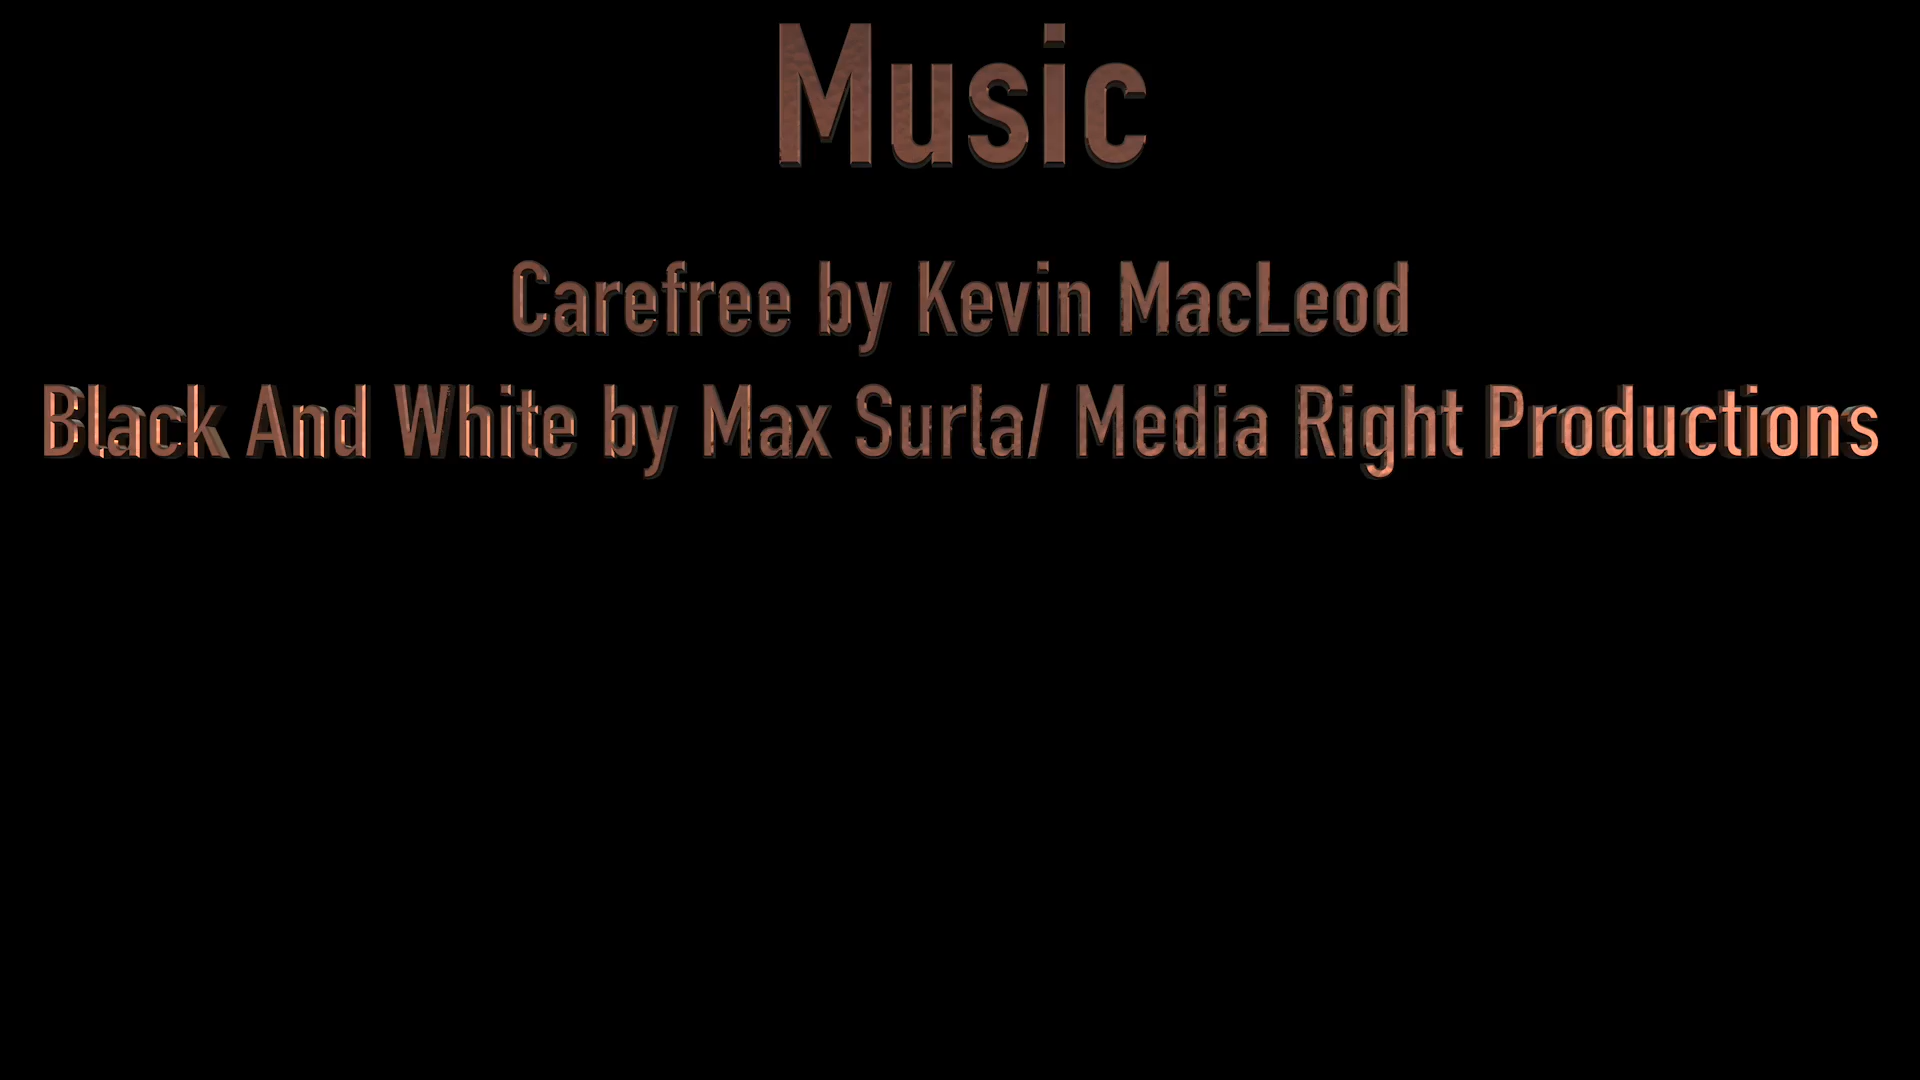 Music
Carefree by Kevin MacLeod
Black And White by Max Surla/ Media Right Productions